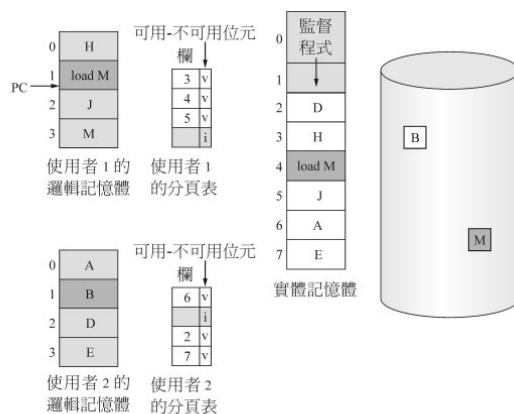 0 H
PC 1 load M
2 J
3 M
使用者 1 的
邏輯記憶體
可用-不可用位元
欄
3 v
4 v
5 v
i
使用者 1
的分頁表
0 監督
程式
1
2 D
3 H
4 load M
5 J
6 A
7 E
實體記憶體
B
M
0 A
1 B
2 D
3 E
使用者 2 的
邏輯記憶體
可用-不可用位元
欄
6 v
i
2 v
7 v
使用者 2
的分頁表